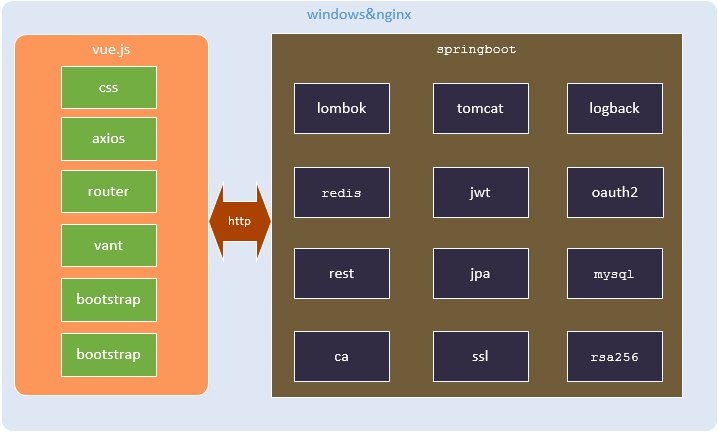 windows&nginx
vue.js
css
axios
router
vant
bootstrap
bootstrap
http
springboot
lombok
tomcat
logback
redis
jwt
oauth2
rest
jpa
mysql
ca
ssl
rsa256